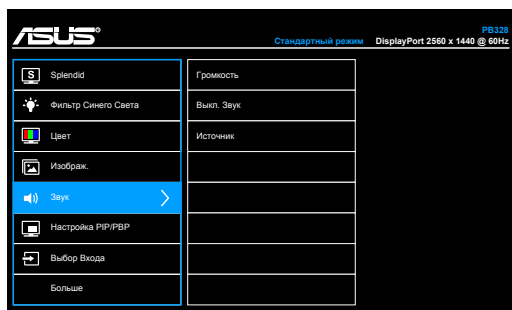 ASUS
PB328
Стандартный режим DisplayPort 2560 x 1440 @ 60Hz
S Splendid
Громкость
Фильтр Синего Света
Выкл. Звук
Цвет
Источник
Изображ.
Звук
Настройка PIP/PBP
Выбор Входа
Больше